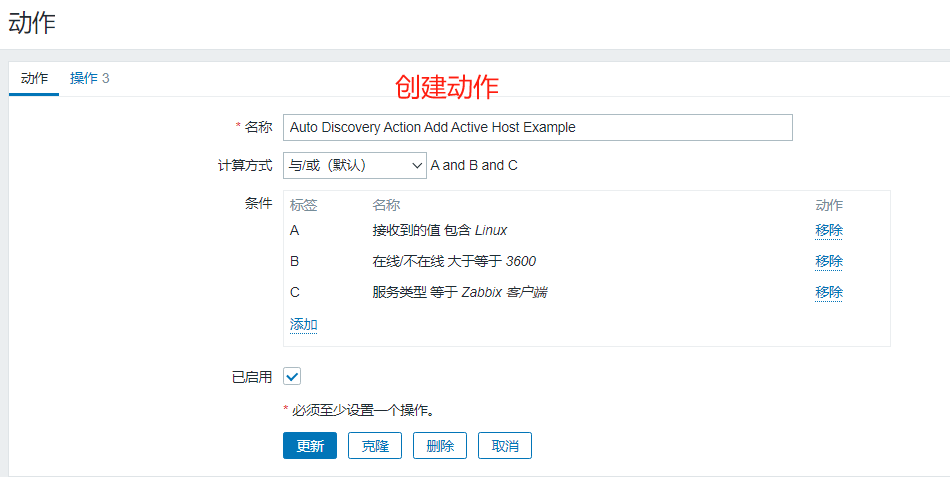 动作
动作 操作 3
创建动作
* 名称 Auto Discovery Action Add Active Host Example
计算方式 与/或（默认） A and B and C
条件 标签 名称 动作
A 接收到的值 包含 Linux 移除
B 在线/不在线 大于等于 3600 移除
C 服务类型 等于 Zabbix 客户端 移除
添加
已启用
* 必须至少设置一个操作。
更新 克隆 删除 取消